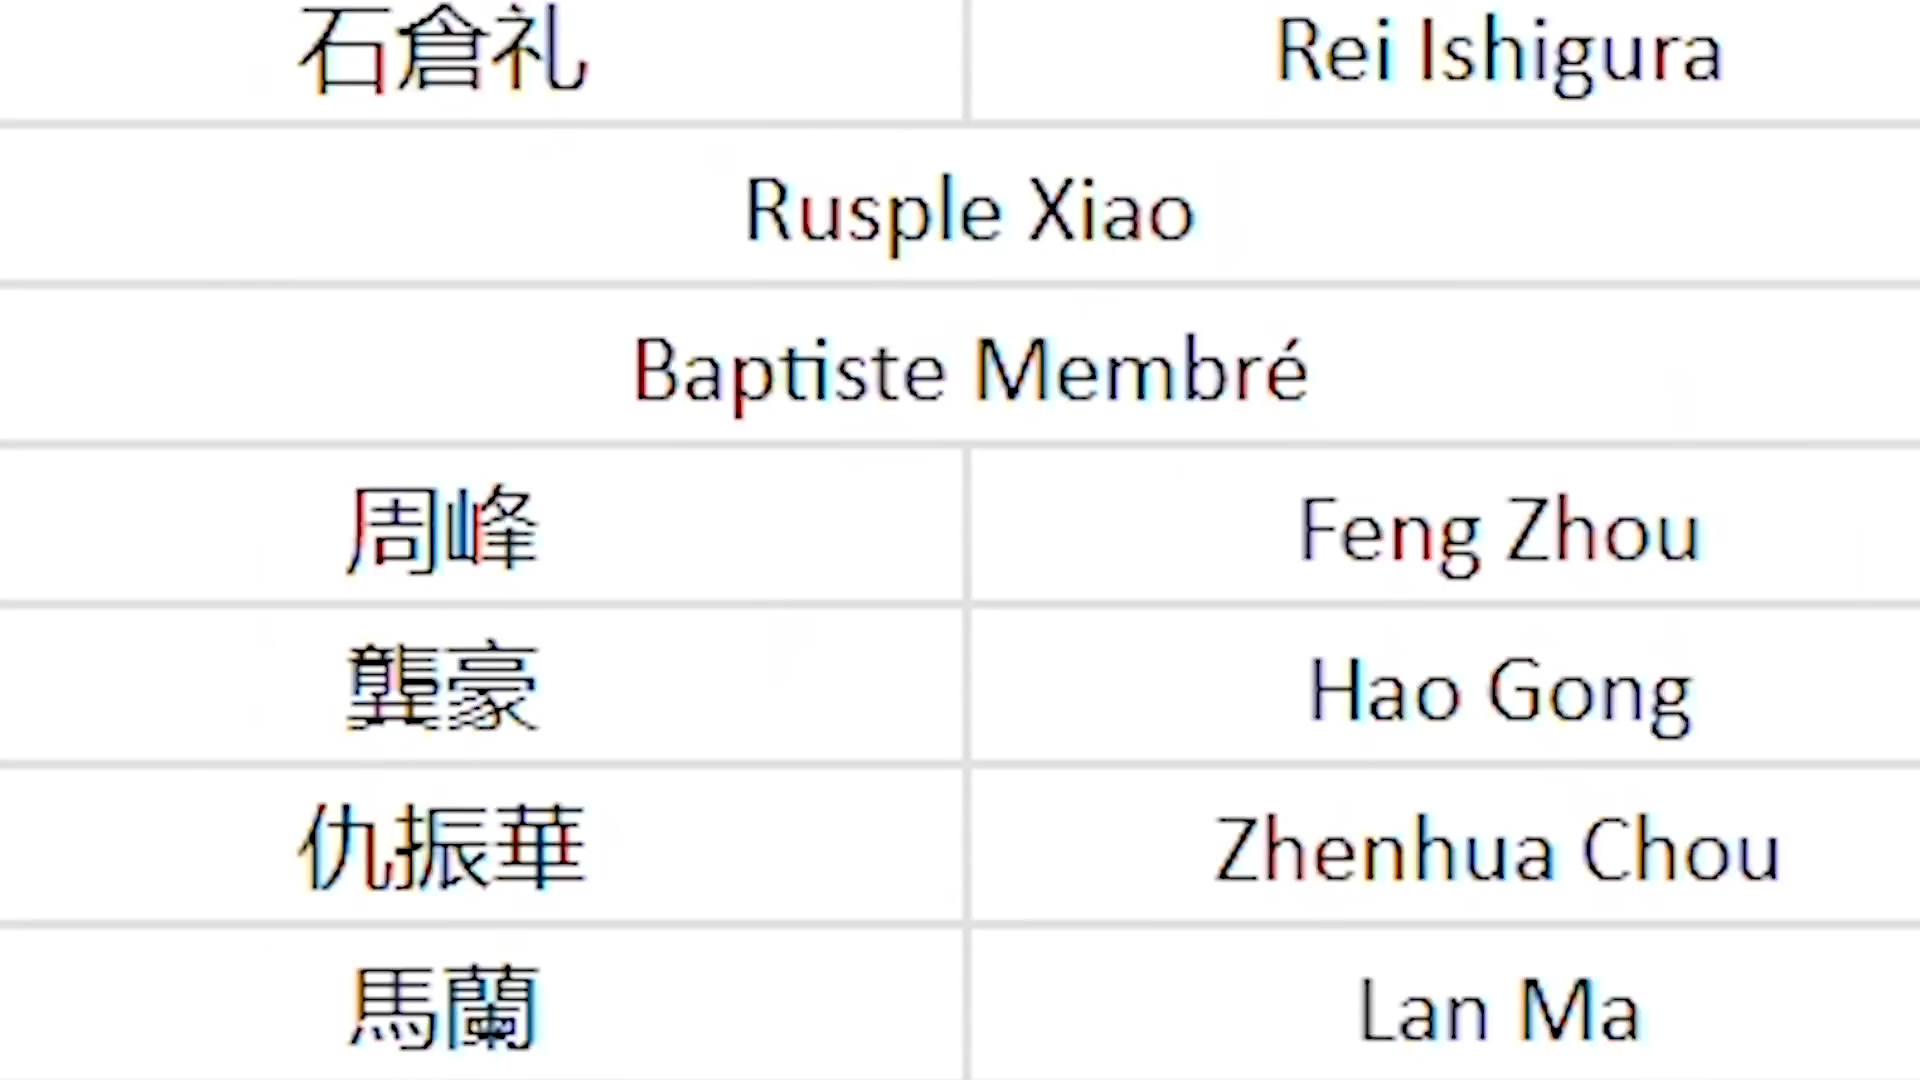 石倉礼 Rei Ishigura
Rusple Xiao
Baptiste Membré
周峰 Feng Zhou
龔豪 Hao Gong
仇振華 Zhenhua Chou
馬蘭 Lan Ma